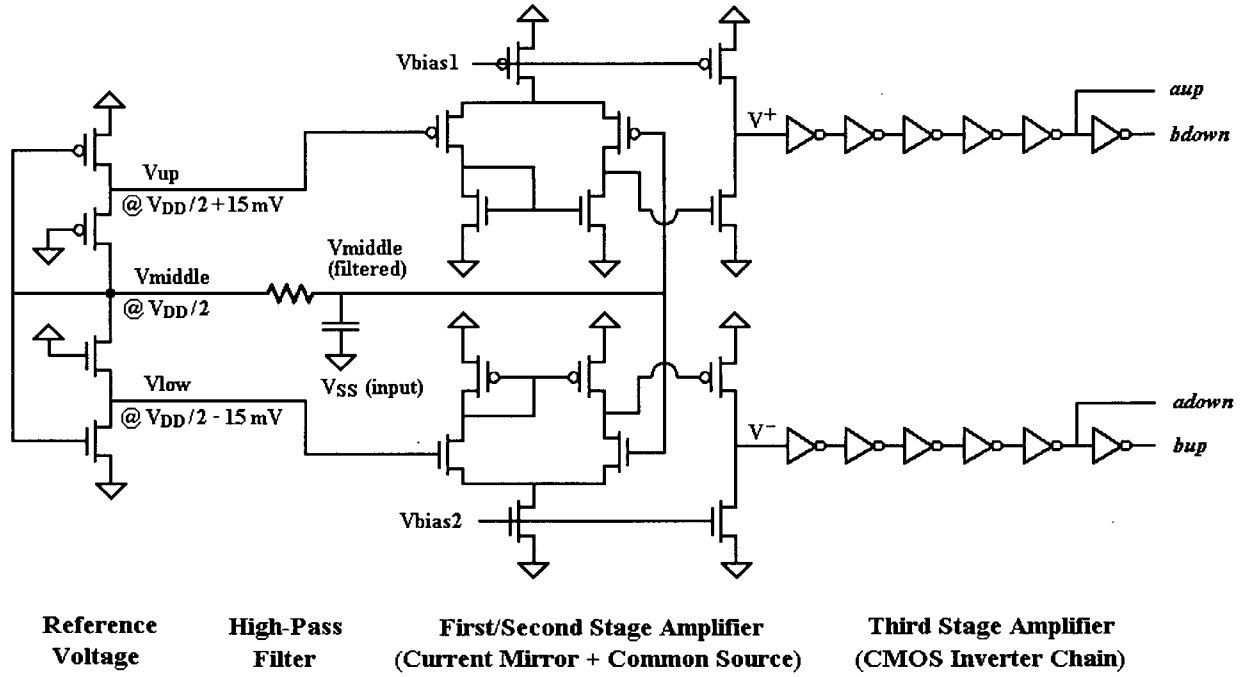 Vbias1
aup
V+
bdown
Vup
@ VDD/2 + 15 mV
Vmiddle
(filtered)
Vmiddle
@ VDD/2
VSS (input)
Vlow
@ VDD/2 - 15 mV
adown
V−
bup
Vbias2
Reference
Voltage
High-Pass
Filter
First/Second Stage Amplifier
(Current Mirror + Common Source)
Third Stage Amplifier
(CMOS Inverter Chain)